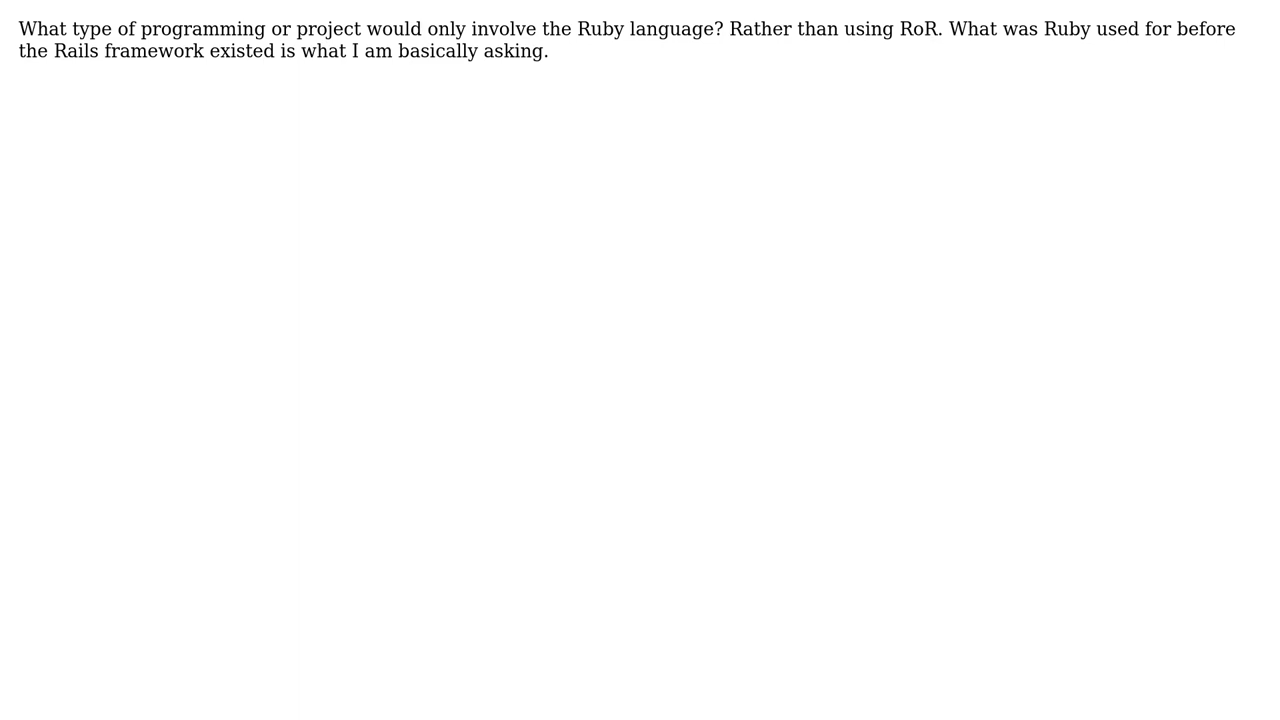 What type of programming or project would only involve the Ruby language? Rather than using RoR. What was Ruby used for before
the Rails framework existed is what I am basically asking.